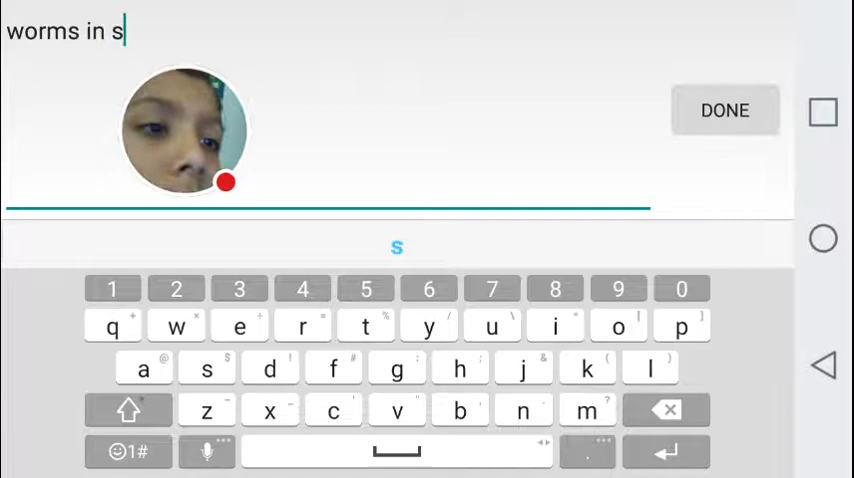 worms in s
DONE
s
1 2 3 4 5 6 7 8 9 0
q + w × e ÷ r = t % y / u \ i o [ p ]
a @ s $ d ! f # g : h ; j & k ( l )
z x _ c ' v " b , n m ?
1# .